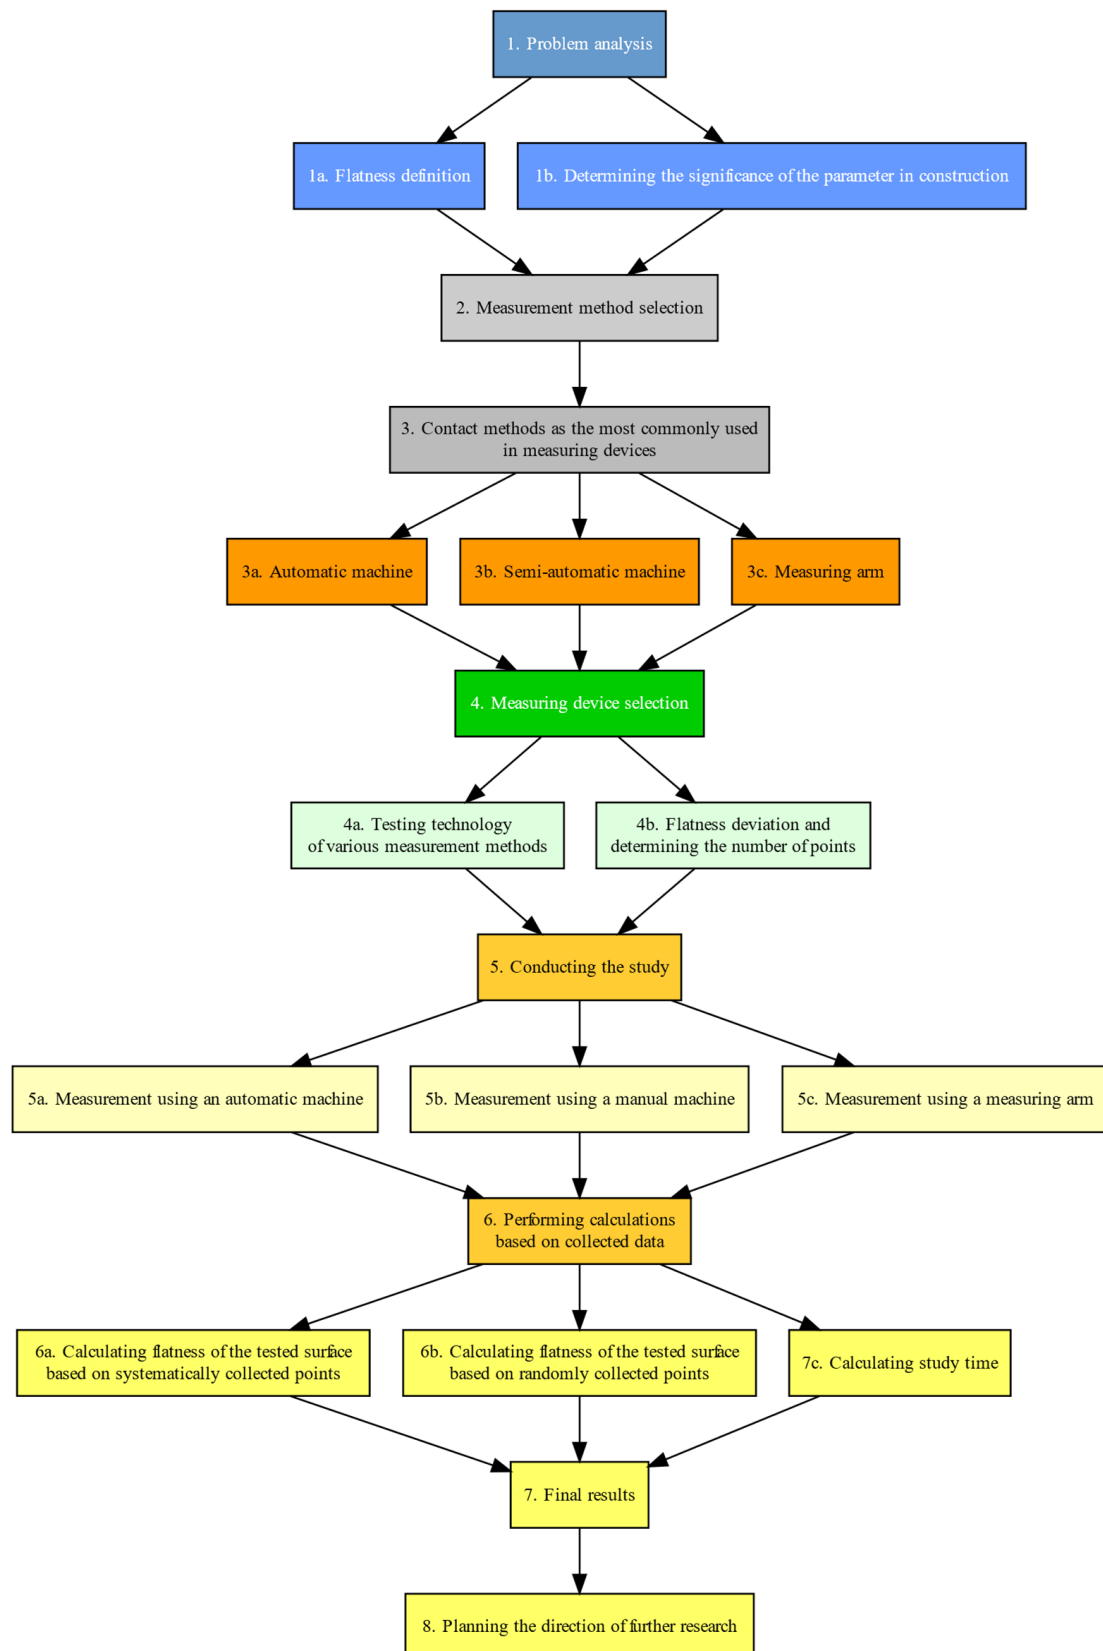 1. Problem analysis
1a. Flatness definition
1b. Determining the significance of the parameter in construction
2. Measurement method selection
3. Contact methods as the most commonly used
in measuring devices
3a. Automatic machine
3b. Semi-automatic machine
3c. Measuring arm
4. Measuring device selection
4a. Testing technology
of various measurement methods
4b. Flatness deviation and
determining the number of points
5. Conducting the study
5a. Measurement using an automatic machine
5b. Measurement using a manual machine
5c. Measurement using a measuring arm
6. Performing calculations
based on collected data
6a. Calculating flatness of the tested surface
based on systematically collected points
6b. Calculating flatness of the tested surface
based on randomly collected points
7c. Calculating study time
7. Final results
8. Planning the direction of further research